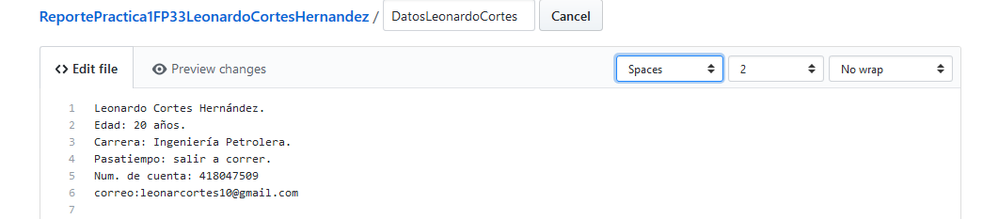 ReportePractica1FP33LeonardoCortesHernandez / DatosLeonardoCortes Cancel
<> Edit file Preview changes Spaces 2 No wrap
1 Leonardo Cortes Hernández.
2 Edad: 20 años.
3 Carrera: Ingeniería Petrolera.
4 Pasatiempo: salir a correr.
5 Num. de cuenta: 418047509
6 correo:leonarcortes10@gmail.com
7